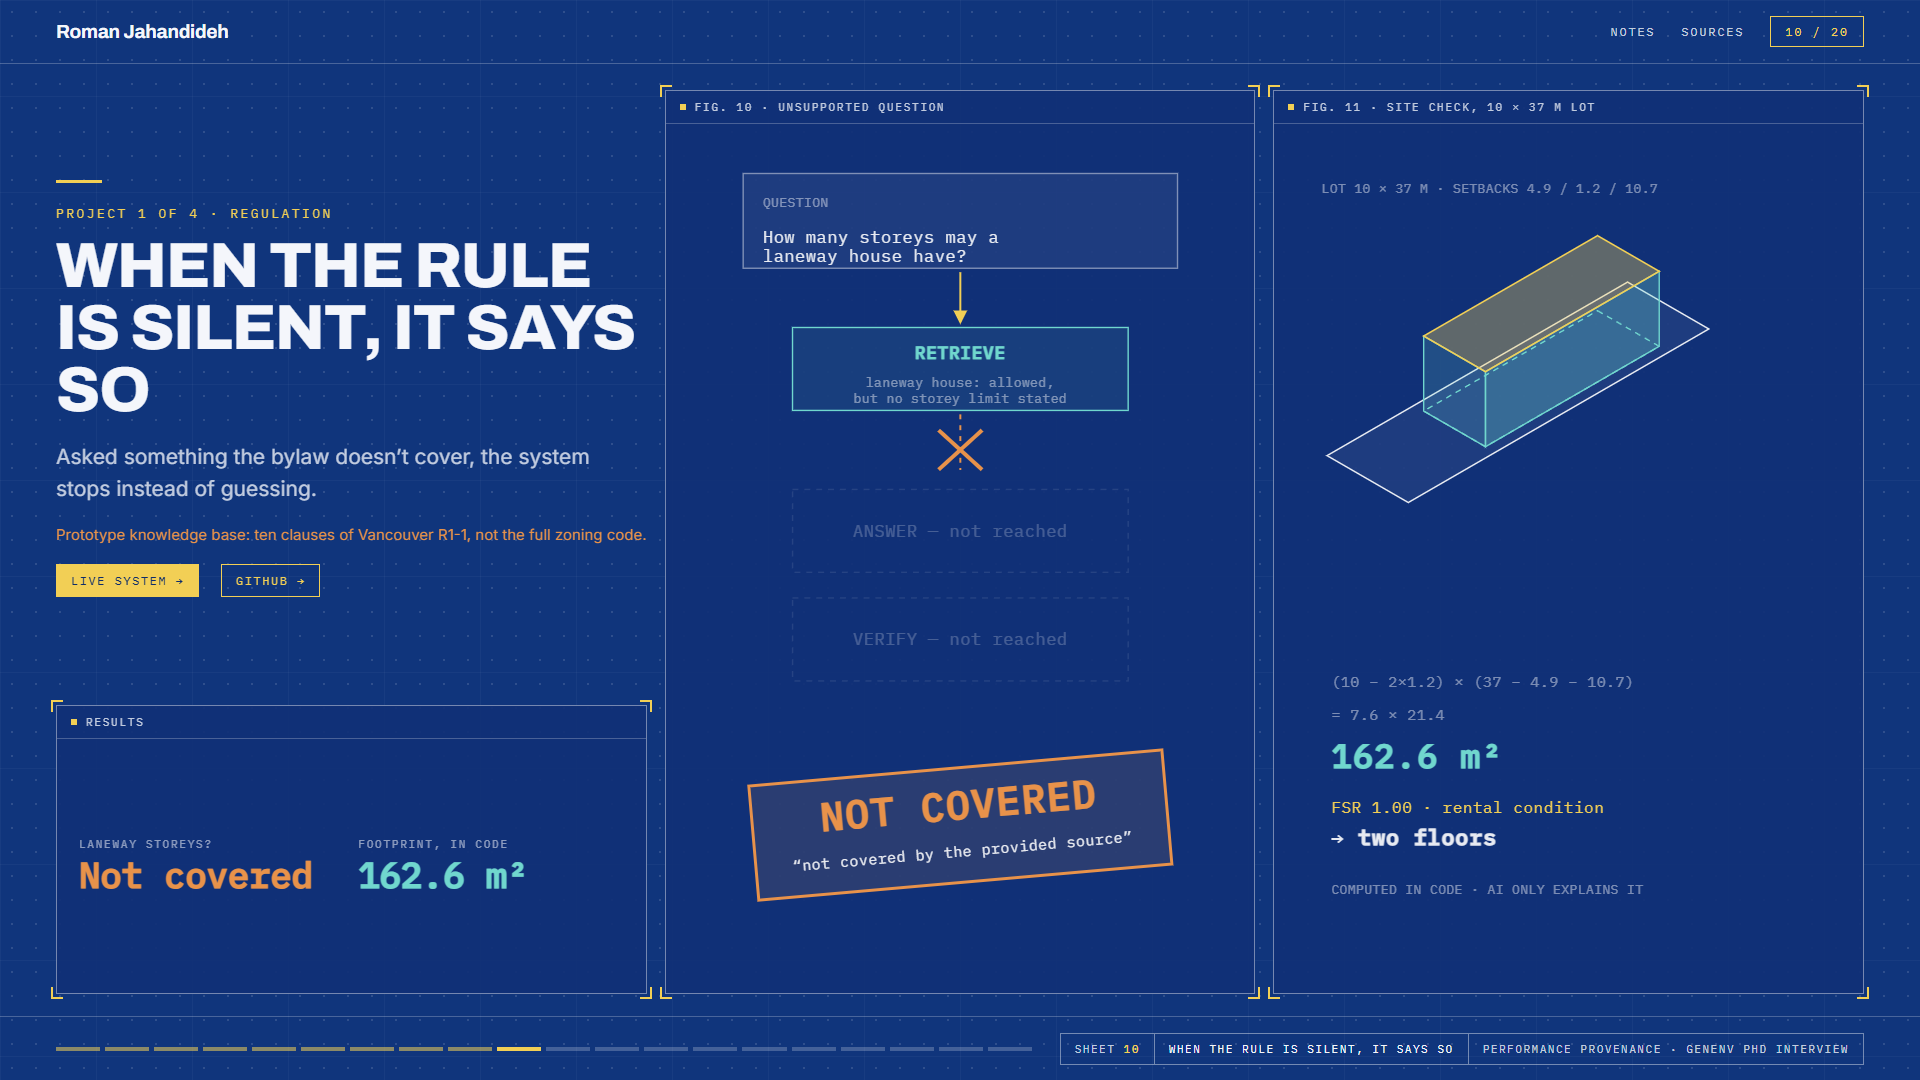 Roman Jahandideh
NOTES
SOURCES
10 / 20
PROJECT 1 OF 4 · REGULATION
WHEN THE RULE
IS SILENT, IT SAYS
SO
Asked something the bylaw doesn’t cover, the system
stops instead of guessing.
Prototype knowledge base: ten clauses of Vancouver R1-1, not the full zoning code.
LIVE SYSTEM →
GITHUB →
RESULTS
LANEWAY STOREYS?
Not covered
FOOTPRINT, IN CODE
162.6 m²
FIG. 10 · UNSUPPORTED QUESTION
QUESTION
How many storeys may a
laneway house have?
RETRIEVE
laneway house: allowed,
but no storey limit stated
ANSWER — not reached
VERIFY — not reached
NOT COVERED
“not covered by the provided source”
FIG. 11 · SITE CHECK, 10 × 37 M LOT
LOT 10 × 37 M · SETBACKS 4.9 / 1.2 / 10.7
(10 − 2×1.2) × (37 − 4.9 − 10.7)
= 7.6 × 21.4
162.6 m²
FSR 1.00 · rental condition
→ two floors
COMPUTED IN CODE · AI ONLY EXPLAINS IT
SHEET 10
WHEN THE RULE IS SILENT, IT SAYS SO
PERFORMANCE PROVENANCE · GENENV PHD INTERVIEW